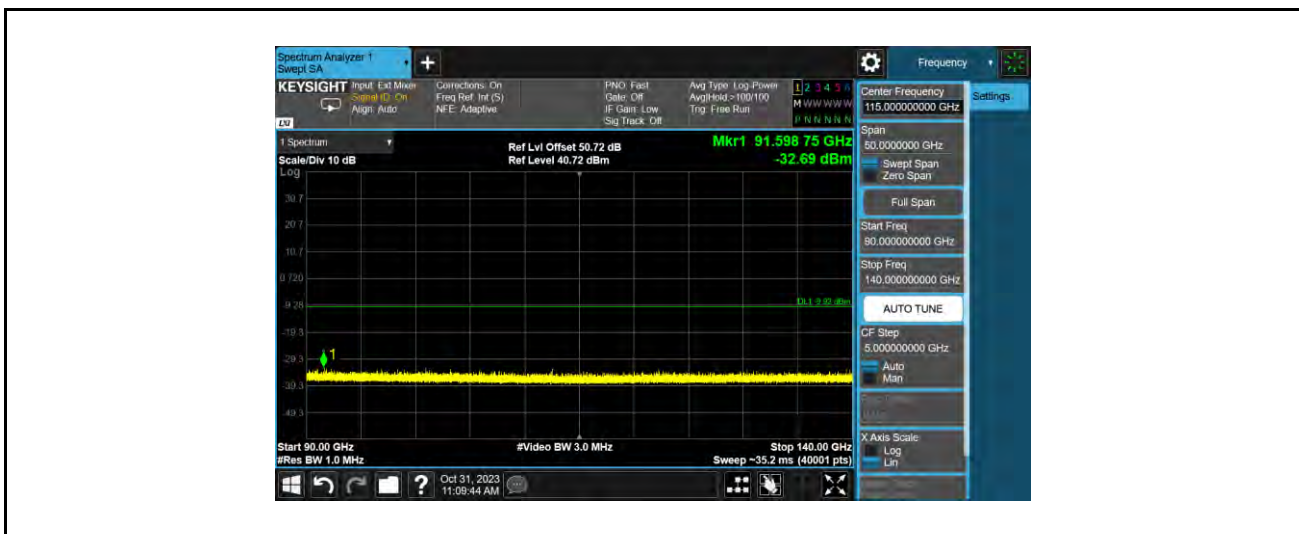 Spectrum Analyzer 1
Swept SA
+
Frequency
KEYSIGHT
Input: Ext Mixer
Signal ID: On
Align: Auto
Corrections: On
Freq Ref: Int (S)
NFE: Adaptive
PNO: Fast
Gate: Off
IF Gain: Low
Sig Track: Off
Avg Type: Log-Power
Avg|Hold:>100/100
Trig: Free Run
1 2 3 4 5 6
M W W W W W
P N N N N N
LXI
Center Frequency
115.000000000 GHz
Settings
Span
50.0000000 GHz
Swept Span
Zero Span
Full Span
Start Freq
90.000000000 GHz
Stop Freq
140.000000000 GHz
AUTO TUNE
CF Step
5.000000000 GHz
Auto
Man
X Axis Scale
Log
Lin
1 Spectrum
Scale/Div 10 dB
Ref Lvl Offset 50.72 dB
Ref Level 40.72 dBm
Mkr1 91.598 75 GHz
-32.69 dBm
Log
30.7
20.7
10.7
0.720
-9.28
-19.3
-29.3
-39.3
-49.3
1
Start 90.00 GHz
#Res BW 1.0 MHz
#Video BW 3.0 MHz
Stop 140.00 GHz
Sweep ~35.2 ms (40001 pts)
?
Oct 31, 2023
11:09:44 AM